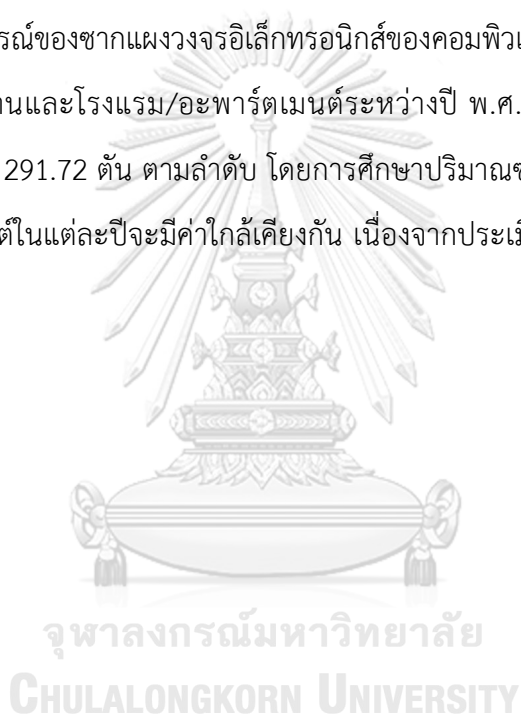 รณ์ของซากแผงวงจรอิเล็กทรอนิกส์ของคอมพิวเ
านและโรงแรม/อะพาร์ตเมนต์ระหว่างปี พ.ศ.
291.72 ตัน ตามลำดับ โดยการศึกษาปริมาณซ
ต์ในแต่ละปีจะมีค่าใกล้เคียงกัน เนื่องจากประเมิ
จุฬาลงกรณ์มหาวิทยาลัย
CHULALONGKORN UNIVERSITY